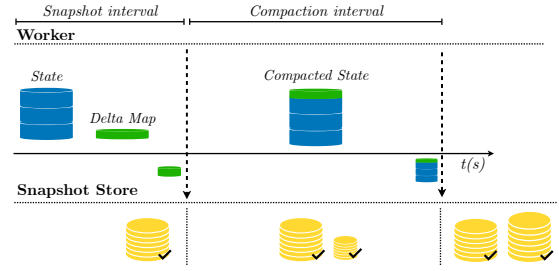 Snapshot interval
Compaction interval
Worker
State
Compacted State
Delta Map
t(s)
Snapshot Store